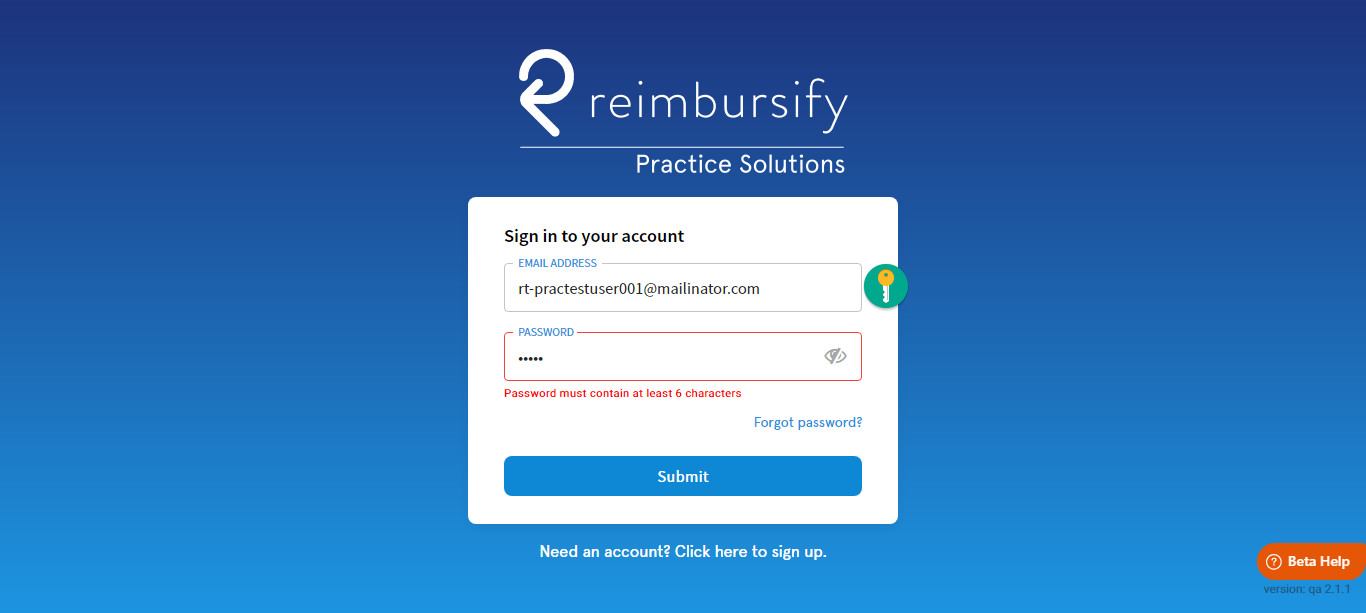 reimbursify
Practice Solutions
Sign in to your account
EMAIL ADDRESS
rt-practestuser001@mailinator.com
PASSWORD
•••••
Password must contain at least 6 characters
Forgot password?
Submit
Need an account? Click here to sign up.
? Beta Help
version: qa 2.1.1